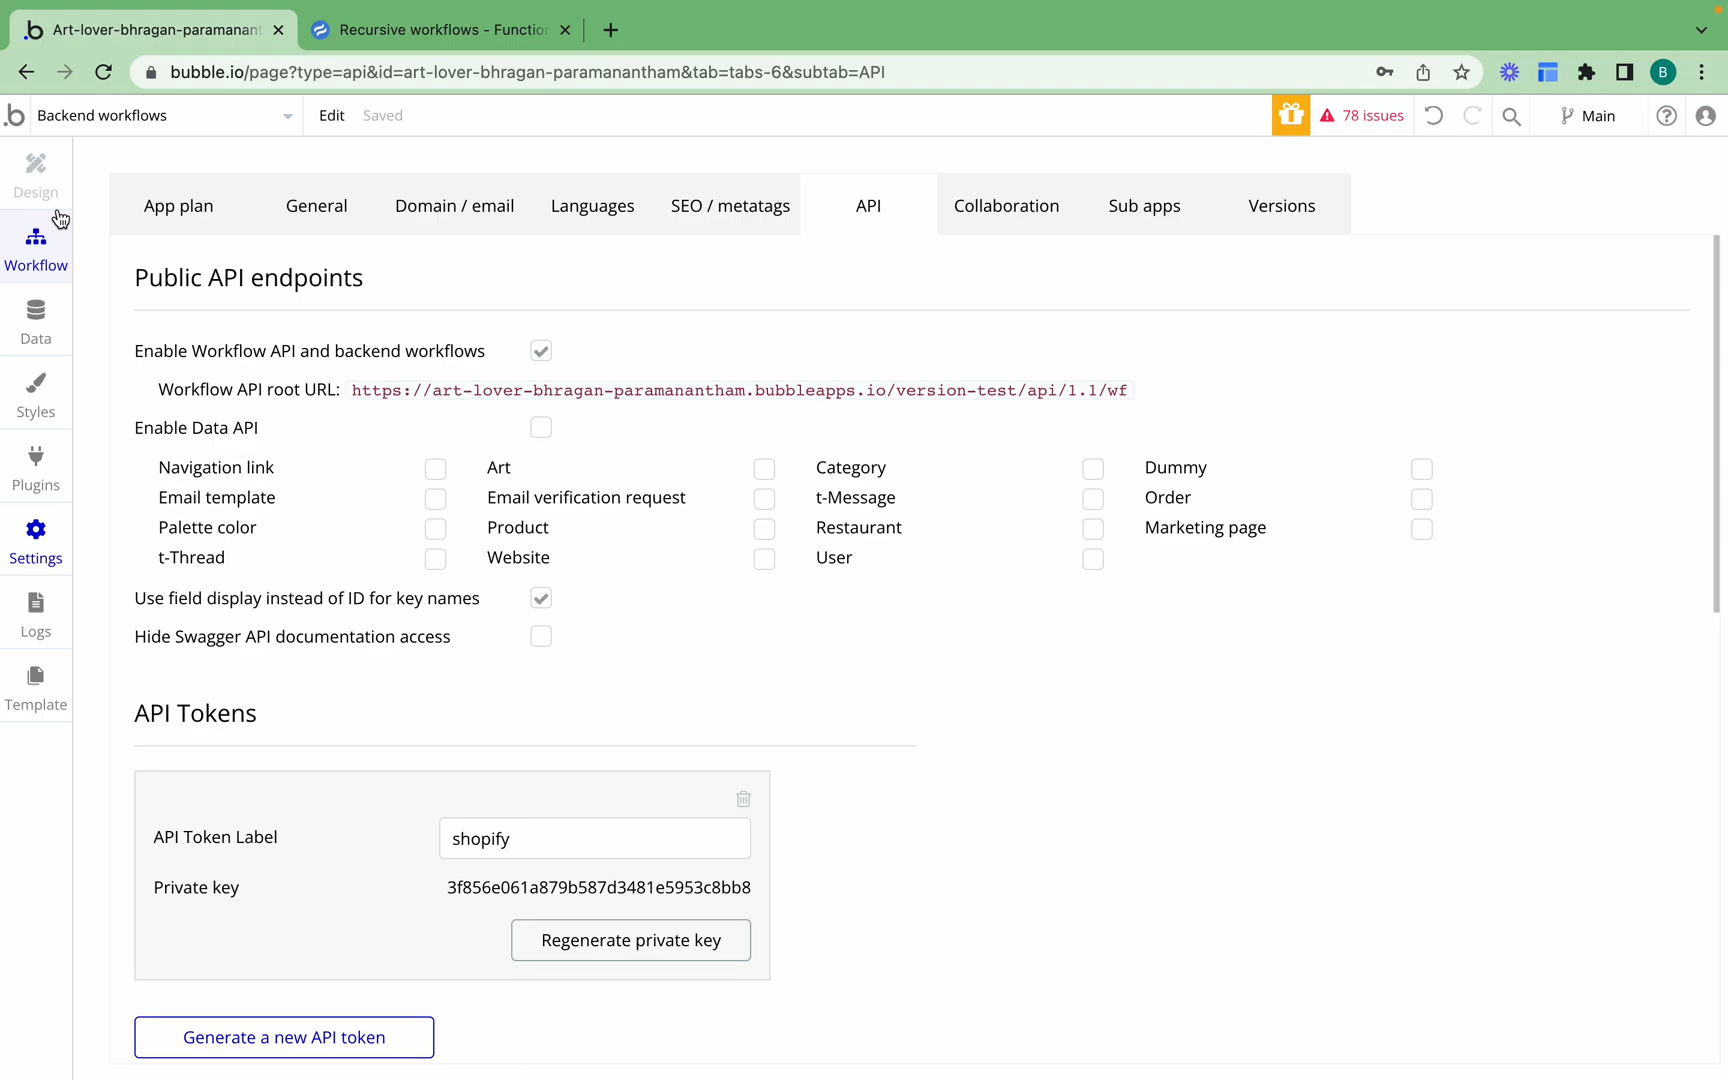 Art-lover-bhragan-paramanant
Recursive workflows - Function
bubble.io/page?type=api&id=art-lover-bhragan-paramanantham&tab=tabs-6&subtab=API
B
b
Backend workflows
Edit
Saved
78 issues
Main
Design
Workflow
Data
Styles
Plugins
Settings
Logs
Template
App plan
General
Domain / email
Languages
SEO / metatags
API
Collaboration
Sub apps
Versions
Public API endpoints
Enable Workflow API and backend workflows
Workflow API root URL: https://art-lover-bhragan-paramanantham.bubbleapps.io/version-test/api/1.1/wf
Enable Data API
Navigation link Art Category Dummy
Email template Email verification request t-Message Order
Palette color Product Restaurant Marketing page
t-Thread Website User
Use field display instead of ID for key names
Hide Swagger API documentation access
API Tokens
API Token Label shopify
Private key 3f856e061a879b587d3481e5953c8bb8
Regenerate private key
Generate a new API token